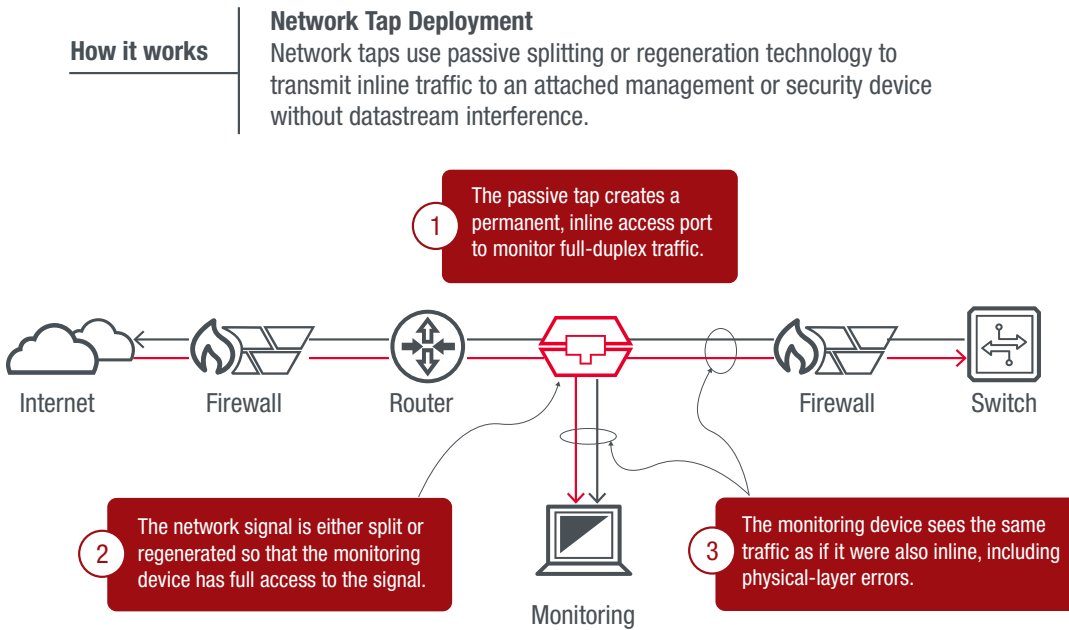 How it works
Network Tap Deployment
Network taps use passive splitting or regeneration technology to
transmit inline traffic to an attached management or security device
without datastream interference.
1
The passive tap creates a
permanent, inline access port
to monitor full-duplex traffic.
Internet
Firewall
Router
Firewall
Switch
2
The network signal is either split or
regenerated so that the monitoring
device has full access to the signal.
3
The monitoring device sees the same
traffic as if it were also inline, including
physical-layer errors.
Monitoring